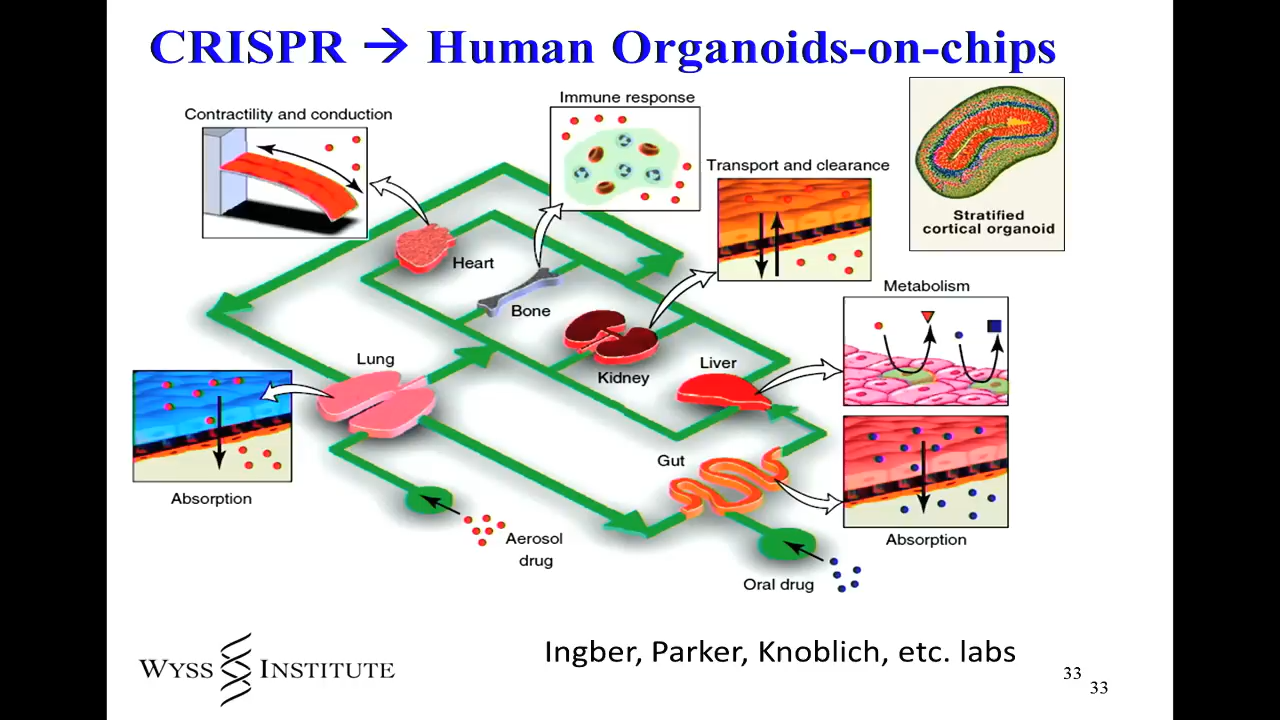 CRISPR → Human Organoids-on-chips
Immune response
Contractility and conduction
Transport and clearance
Stratified
cortical organoid
Heart
Metabolism
Bone
Lung
Kidney
Liver
Gut
Absorption
Aerosol
drug
Absorption
Oral drug
Ingber, Parker, Knoblich, etc. labs
WYSS INSTITUTE
33
33